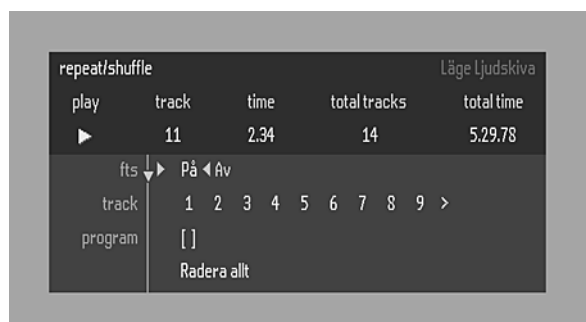 repeat/shuffle Läge Ljudskiva
play track time total tracks total time
11 2.34 14 5.29.78
fts På Av
track 1 2 3 4 5 6 7 8 9 >
program [ ]
Radera allt